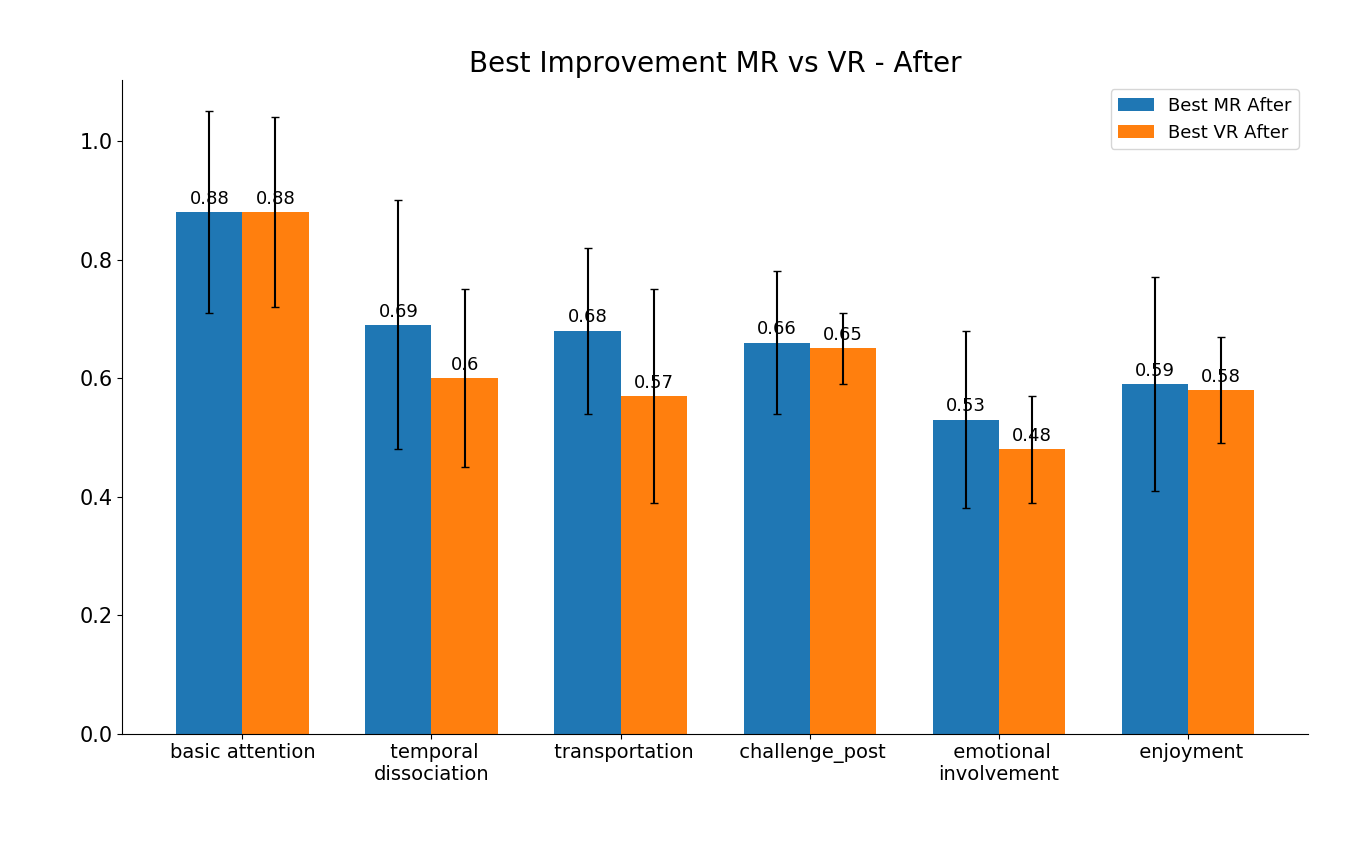 Best Improvement MR vs VR - After
Best MR After
Best VR After
1.0
0.8
0.6
0.4
0.2
0.0
0.88 0.88 0.69 0.6 0.68 0.57 0.66 0.65 0.53 0.48 0.59 0.58
basic attention temporal dissociation transportation challenge_post emotional involvement enjoyment